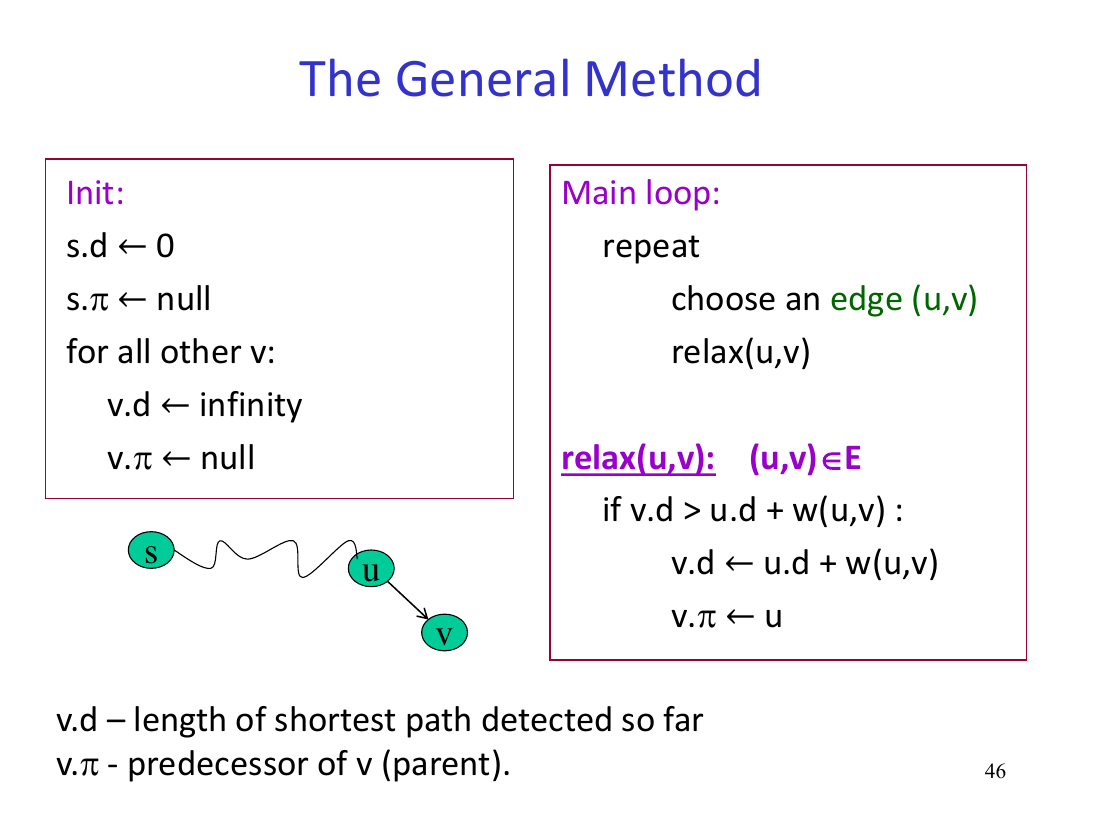 The General Method
Init:
s.d ← 0
s.π ← null
for all other v:
v.d ← infinity
v.π ← null
Main loop:
repeat
choose an edge (u,v)
relax(u,v)
relax(u,v): (u,v)∈E
if v.d > u.d + w(u,v) :
v.d ← u.d + w(u,v)
v.π ← u
s
u
v
v.d – length of shortest path detected so far
v.π - predecessor of v (parent).
46